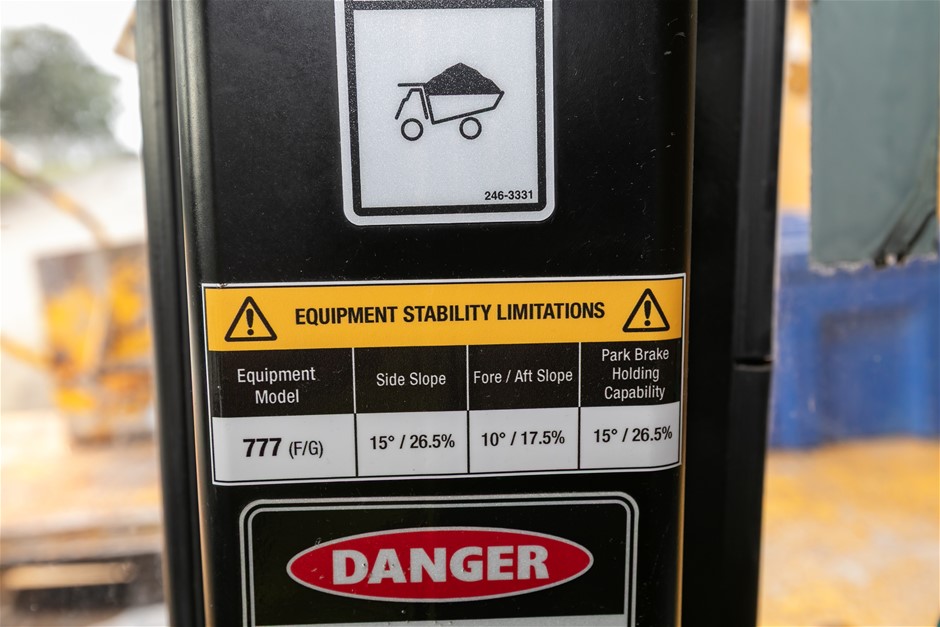 246-3331
EQUIPMENT STABILITY LIMITATIONS
Equipment Model
Side Slope
Fore / Aft Slope
Park Brake Holding Capability
777 (F/G)
15° / 26.5%
10° / 17.5%
15° / 26.5%
DANGER